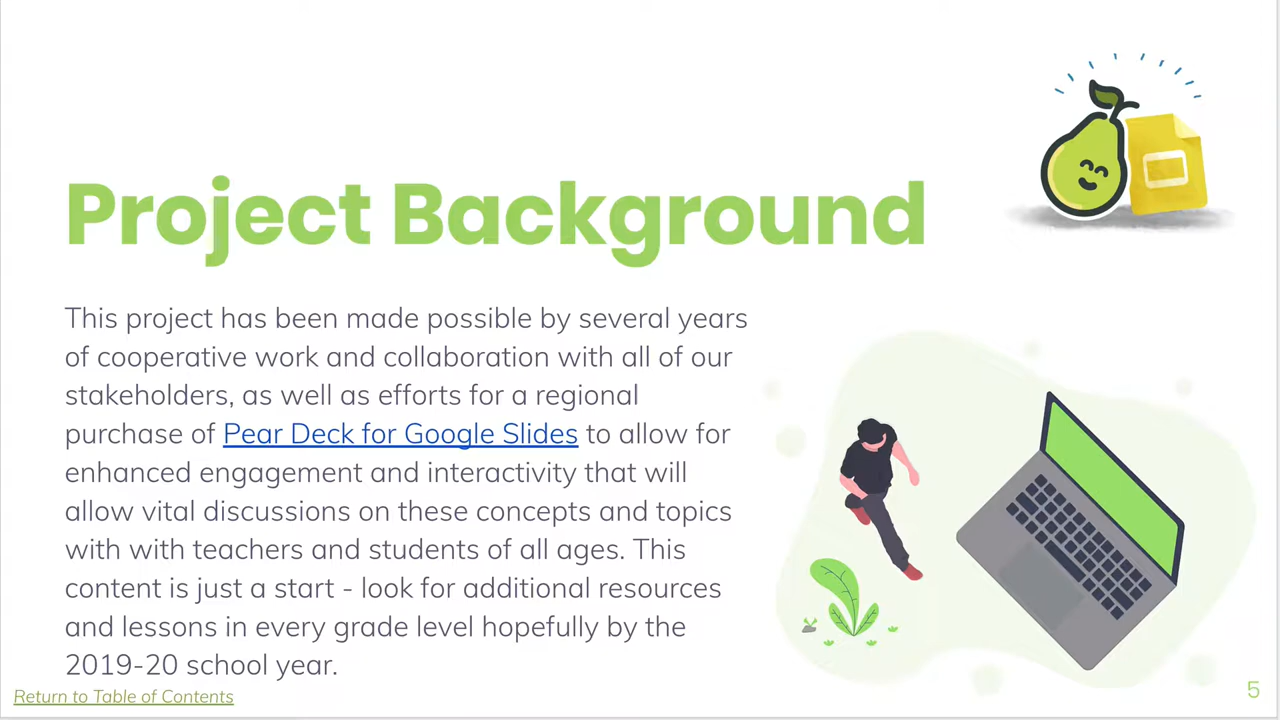 Project Background
This project has been made possible by several years
of cooperative work and collaboration with all of our
stakeholders, as well as efforts for a regional
purchase of Pear Deck for Google Slides to allow for
enhanced engagement and interactivity that will
allow vital discussions on these concepts and topics
with with teachers and students of all ages. This
content is just a start - look for additional resources
and lessons in every grade level hopefully by the
2019-20 school year.
Return to Table of Contents
5